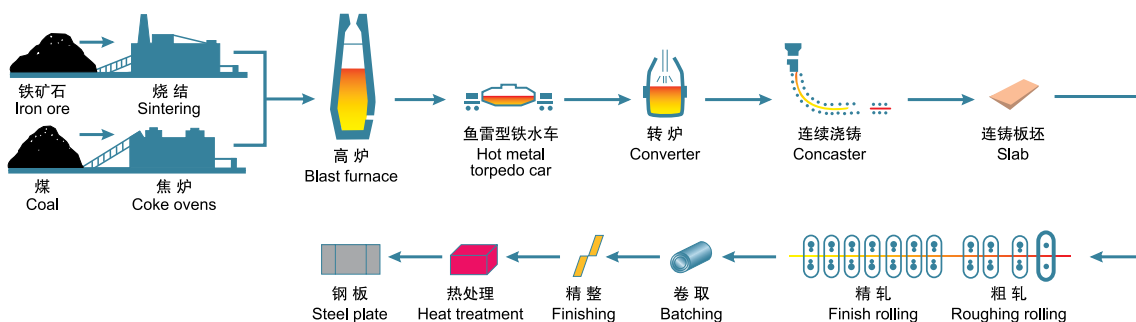 铁矿石
Iron ore
烧 结
Sintering
煤
Coal
焦 炉
Coke ovens
高 炉
Blast furnace
鱼雷型铁水车
Hot metal
torpedo car
转 炉
Converter
连续浇铸
Concaster
连铸板坯
Slab
钢 板
Steel plate
热处理
Heat treatment
精 整
Finishing
卷 取
Batching
精 轧
Finish rolling
粗 轧
Roughing rolling